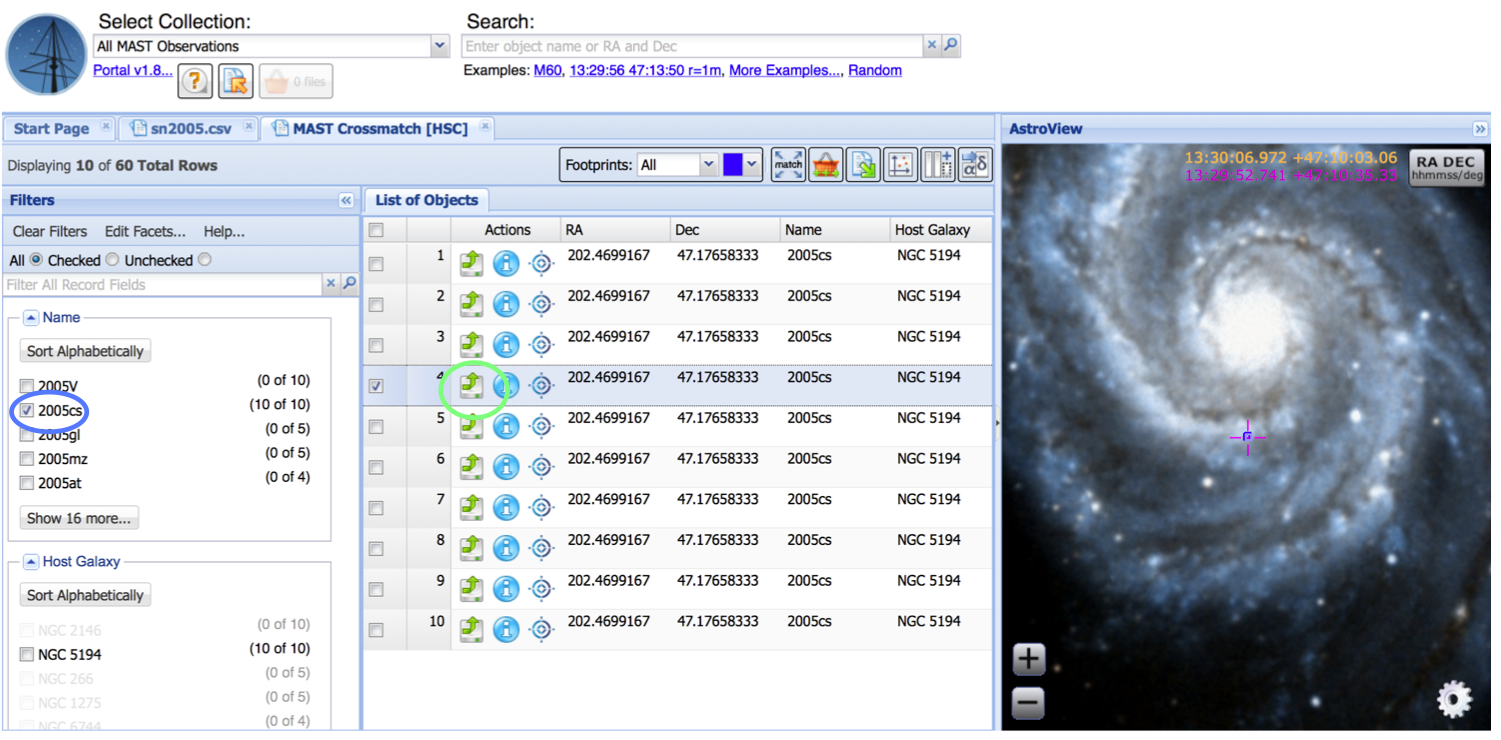 Select Collection: Search:
All MAST Observations Enter object name or RA and Dec
Portal v1.8... Examples: M60, 13:29:56 47:13:50 r=1m, More Examples..., Random
0 files
Start Page sn2005.csv MAST Crossmatch [HSC] AstroView
Displaying 10 of 60 Total Rows Footprints: All match αδ
13:30:06.972 +47:10:03.06 RA DEC
13:29:52.741 +47:10:35.33 hhmmss/deg
Filters List of Objects
Clear Filters Edit Facets... Help... Actions RA Dec Name Host Galaxy
All Checked Unchecked
Filter All Record Fields
1 202.4699167 47.17658333 2005cs NGC 5194
2 202.4699167 47.17658333 2005cs NGC 5194
3 202.4699167 47.17658333 2005cs NGC 5194
4 202.4699167 47.17658333 2005cs NGC 5194
5 202.4699167 47.17658333 2005cs NGC 5194
6 202.4699167 47.17658333 2005cs NGC 5194
7 202.4699167 47.17658333 2005cs NGC 5194
8 202.4699167 47.17658333 2005cs NGC 5194
9 202.4699167 47.17658333 2005cs NGC 5194
10 202.4699167 47.17658333 2005cs NGC 5194
Name
Sort Alphabetically
2005V (0 of 10)
2005cs (10 of 10)
2005gl (0 of 5)
2005mz (0 of 5)
2005at (0 of 4)
Show 16 more...
Host Galaxy
Sort Alphabetically
NGC 2146 (0 of 10)
NGC 5194 (10 of 10)
NGC 266 (0 of 5)
NGC 1275 (0 of 5)
NGC 6744 (0 of 4)